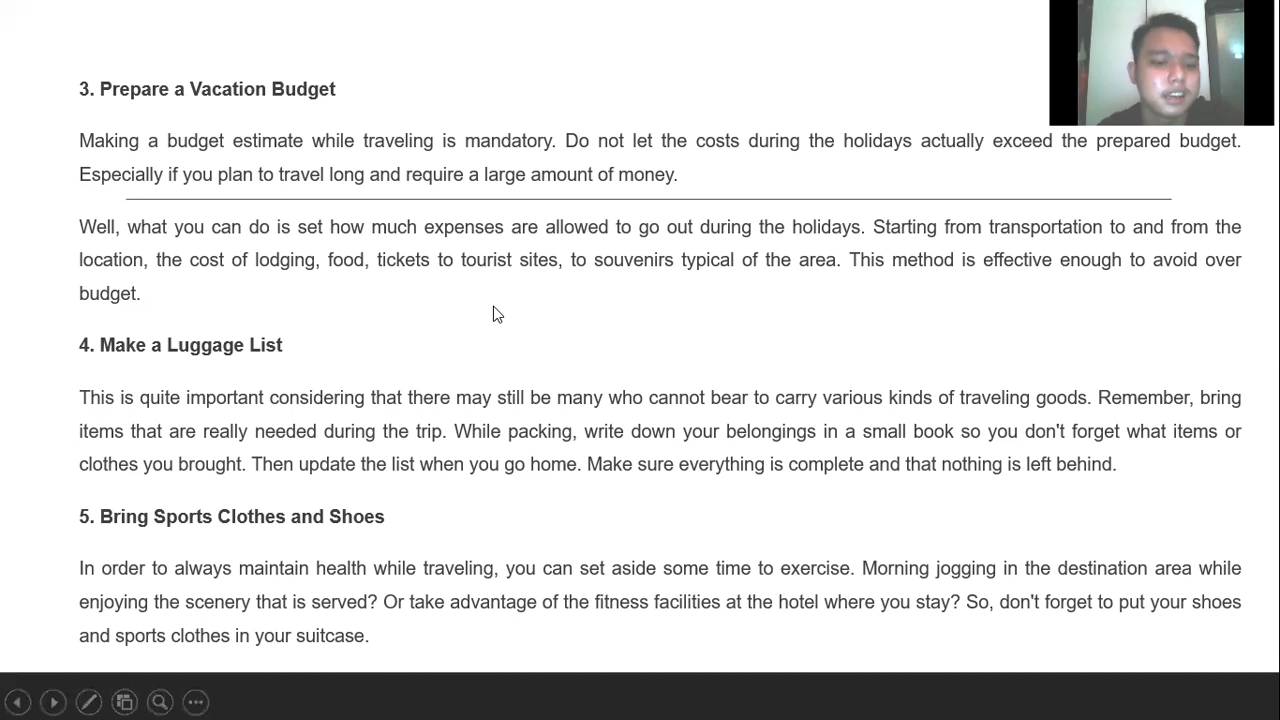 3. Prepare a Vacation Budget
Making a budget estimate while traveling is mandatory. Do not let the costs during the holidays actually exceed the prepared budget.
Especially if you plan to travel long and require a large amount of money.
Well, what you can do is set how much expenses are allowed to go out during the holidays. Starting from transportation to and from the
location, the cost of lodging, food, tickets to tourist sites, to souvenirs typical of the area. This method is effective enough to avoid over
budget.
4. Make a Luggage List
This is quite important considering that there may still be many who cannot bear to carry various kinds of traveling goods. Remember, bring
items that are really needed during the trip. While packing, write down your belongings in a small book so you don't forget what items or
clothes you brought. Then update the list when you go home. Make sure everything is complete and that nothing is left behind.
5. Bring Sports Clothes and Shoes
In order to always maintain health while traveling, you can set aside some time to exercise. Morning jogging in the destination area while
enjoying the scenery that is served? Or take advantage of the fitness facilities at the hotel where you stay? So, don't forget to put your shoes
and sports clothes in your suitcase.